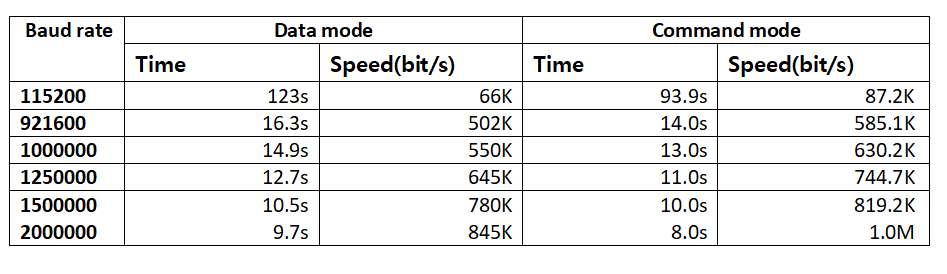 Baud rate Data mode Command mode
Time Speed(bit/s) Time Speed(bit/s)
115200 123s 66K 93.9s 87.2K
921600 16.3s 502K 14.0s 585.1K
1000000 14.9s 550K 13.0s 630.2K
1250000 12.7s 645K 11.0s 744.7K
1500000 10.5s 780K 10.0s 819.2K
2000000 9.7s 845K 8.0s 1.0M